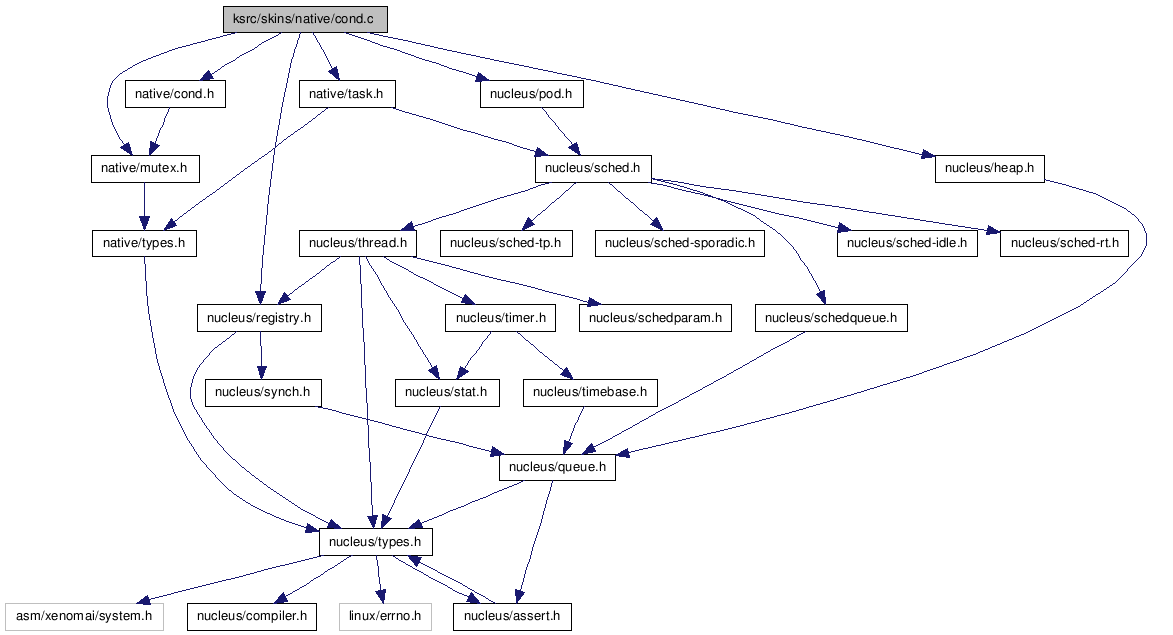 ksrc/skins/native/cond.c
native/cond.h
native/task.h
nucleus/pod.h
native/mutex.h
nucleus/sched.h
nucleus/heap.h
native/types.h
nucleus/thread.h
nucleus/sched-tp.h
nucleus/sched-sporadic.h
nucleus/sched-idle.h
nucleus/sched-rt.h
nucleus/registry.h
nucleus/timer.h
nucleus/schedparam.h
nucleus/schedqueue.h
nucleus/synch.h
nucleus/stat.h
nucleus/timebase.h
nucleus/queue.h
nucleus/types.h
asm/xenomai/system.h
nucleus/compiler.h
linux/errno.h
nucleus/assert.h